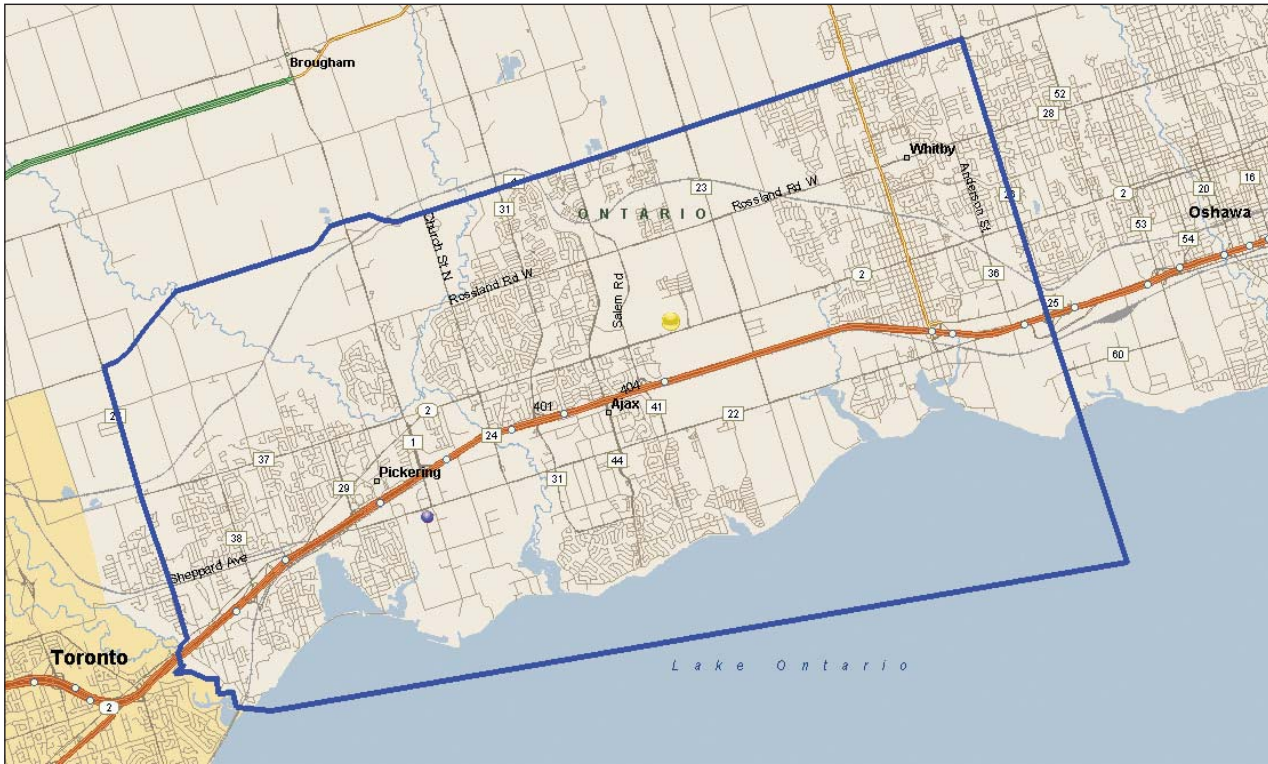 Brougham
52
28
Whitby
16
20
2
23
Rossland Rd W
Anderson St
31
ONTARIO
Oshawa
53
54
Church St N
Rossland Rd W
Salem Rd
2
36
25
60
404
401
Ajax
41
22
2
1
24
37
Pickering
44
31
29
38
Sheppard Ave
Toronto
Lake Ontario
2